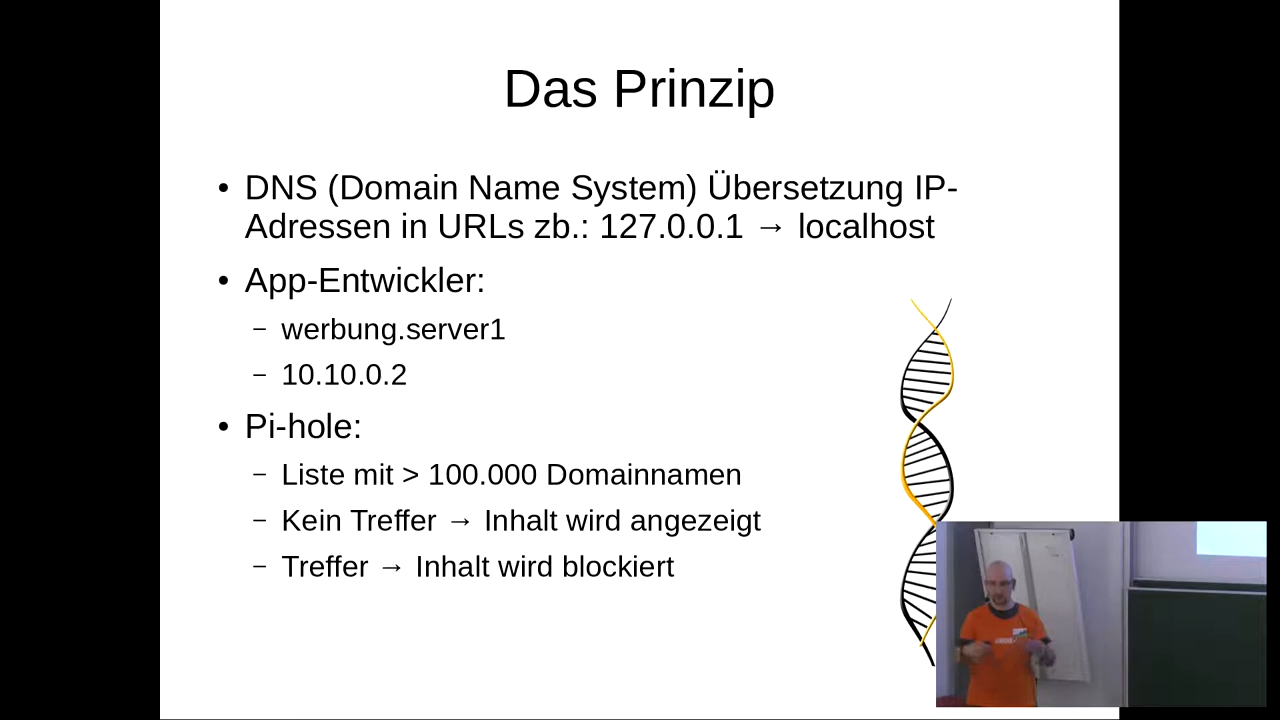 Das Prinzip
• DNS (Domain Name System) Übersetzung IP-
Adressen in URLs zb.: 127.0.0.1 → localhost
• App-Entwickler:
– werbung.server1
– 10.10.0.2
• Pi-hole:
– Liste mit > 100.000 Domainnamen
– Kein Treffer → Inhalt wird angezeigt
– Treffer → Inhalt wird blockiert